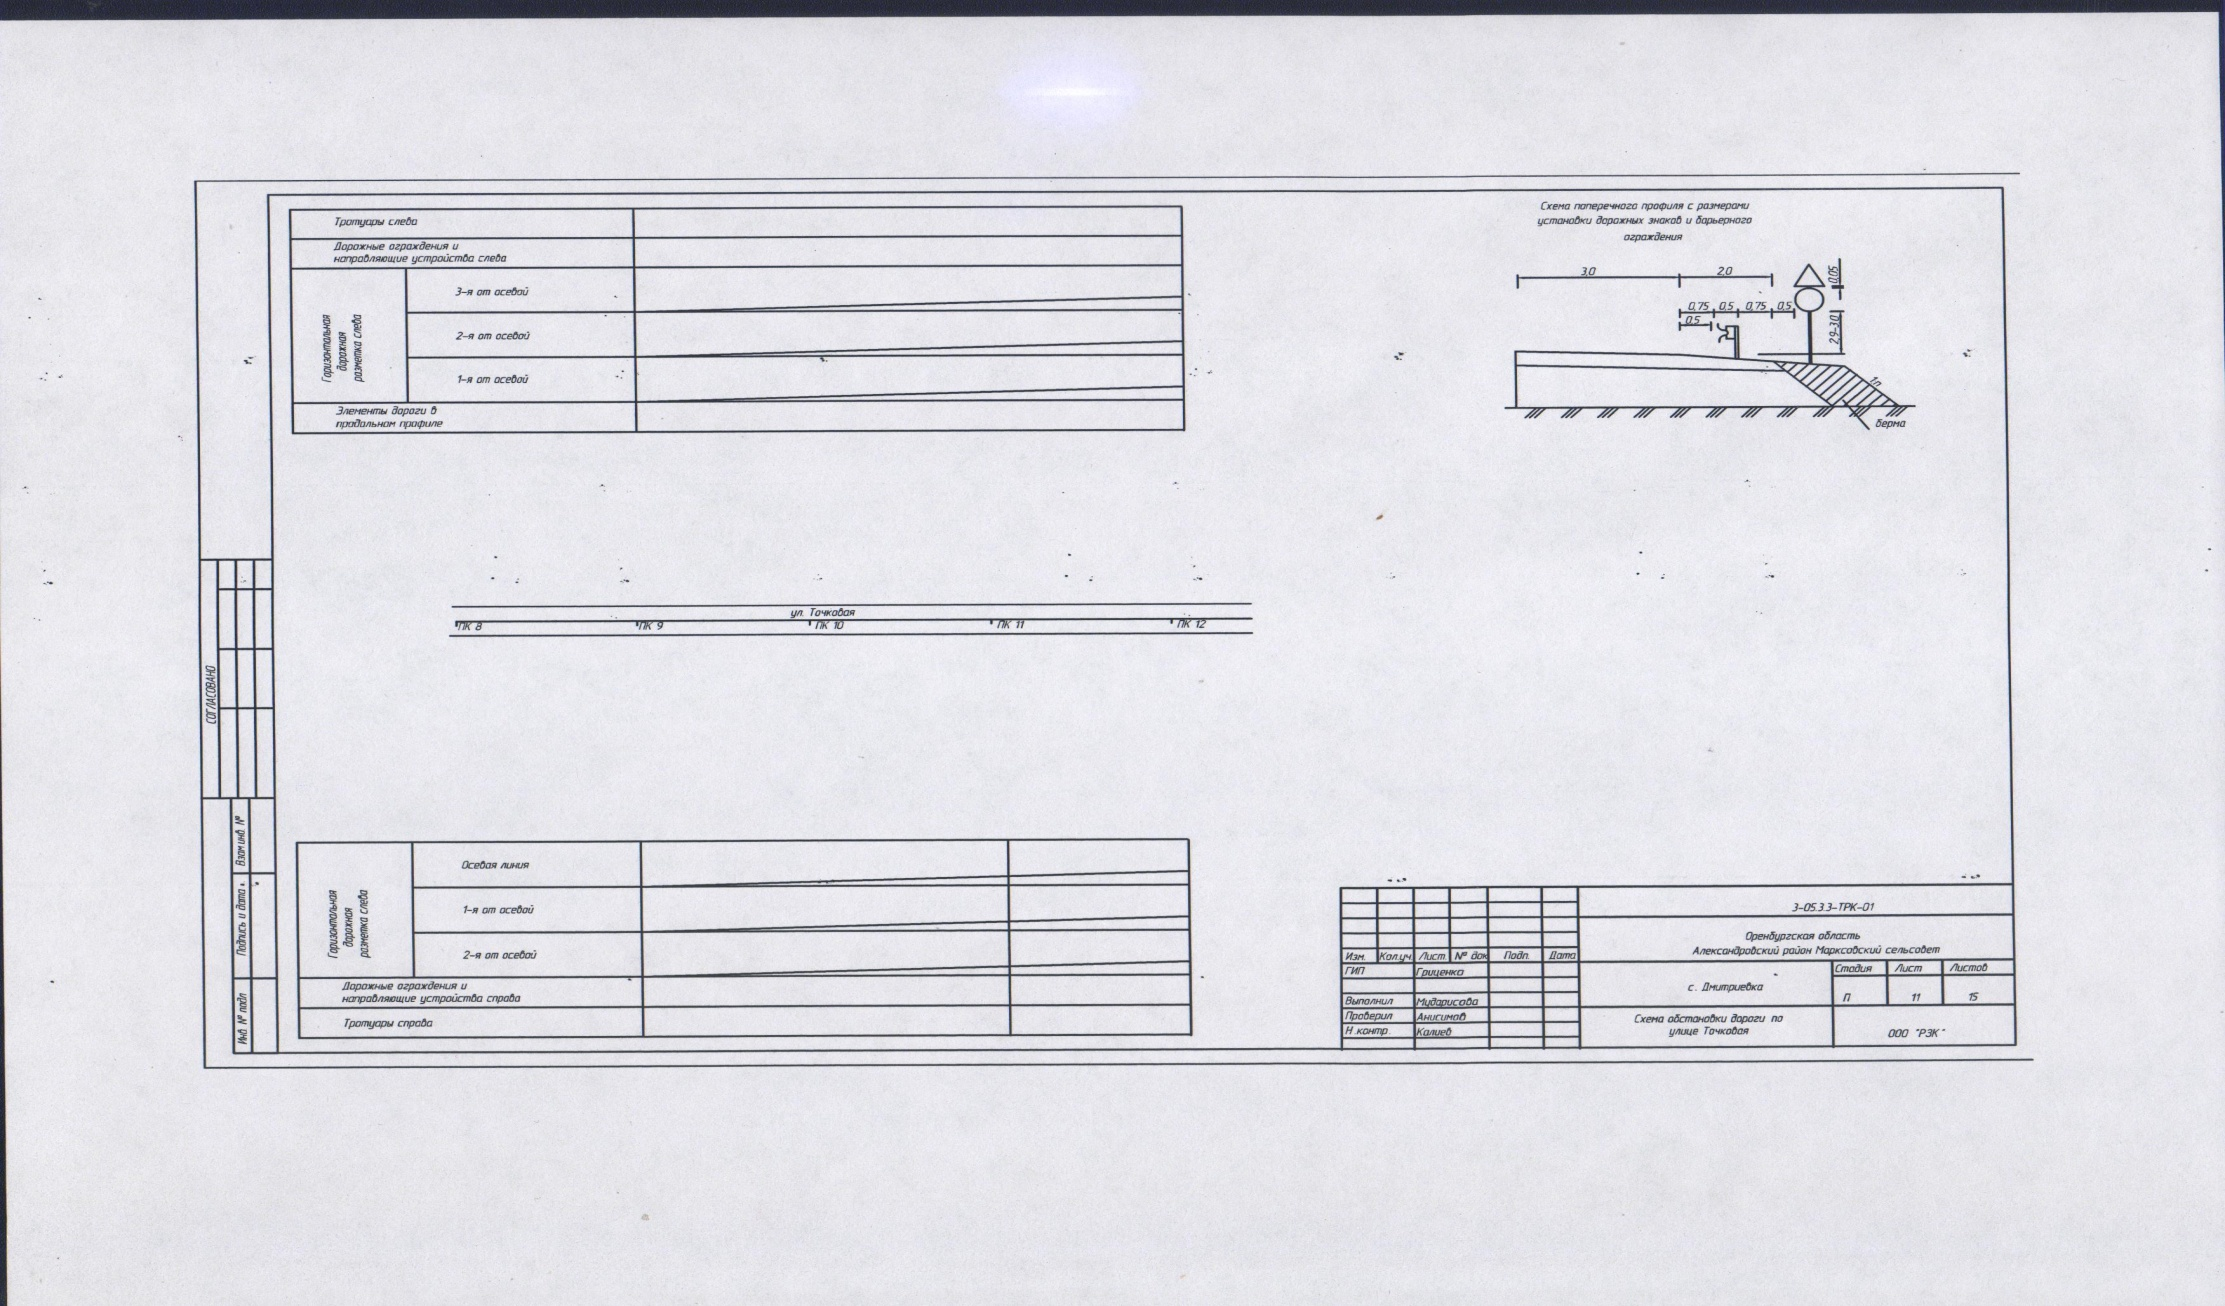 Тротуары слева
Дорожные ограждения и
направляющие устройства слева
Горизонтальная
дорожная
разметка слева
3-я от осевой
2-я от осевой
1-я от осевой
Элементы дороги в
продольном профиле
Схема поперечного профиля с размерами
установки дорожных знаков и барьерного
ограждения
3,0
2,0
0,05
0,75
0,5
0,75
0,5
0,5
2,9-3,0
1:n
берма
ул. Точковая
ПК 8
ПК 9
ПК 10
ПК 11
ПК 12
СОГЛАСОВАНО
Взам инв. №
Подпись и дата
Инв. № подл
Горизонтальная
дорожная
разметка слева
Осевая линия
1-я от осевой
2-я от осевой
Дорожные ограждения и
направляющие устройства справа
Тротуары справа
3-05.3.3-ТРК-01
Оренбургская область
Александровский район Марксовский сельсовет
Изм.
Кол.уч
Лист
№ док
Подп.
Дата
ГИП
Гриценко
Выполнил
Мударисова
Проверил
Анисимов
Н.контр.
Калиев
с. Дмитриевка
Стадия
Лист
Листов
П
11
15
Схема обстановки дороги по
улице Точковая
ООО "РЗК"